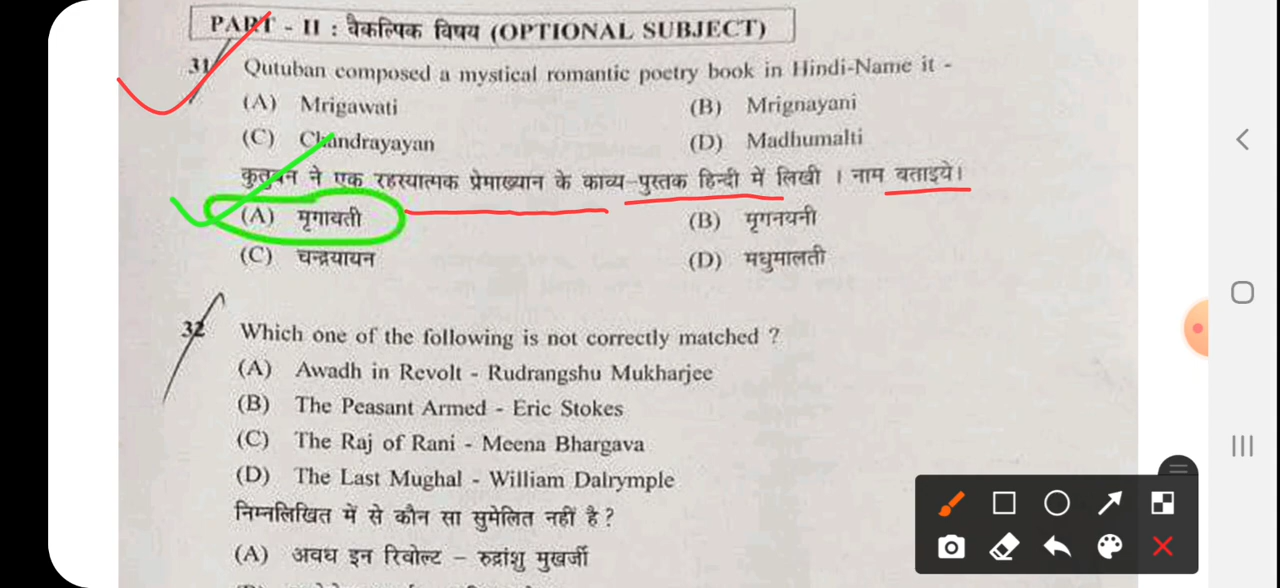 PART - II : वैकल्पिक विषय (OPTIONAL SUBJECT)
31 Qutuban composed a mystical romantic poetry book in Hindi-Name it -
(A) Mrigawati (B) Mrignayani
(C) Chandrayayan (D) Madhumalti
कुतुबन ने एक रहस्यात्मक प्रेमाख्यान के काव्य-पुस्तक हिन्दी में लिखी । नाम बताइये।
(A) मृगावती (B) मृगनयनी
(C) चन्द्रयायन (D) मधुमालती
32 Which one of the following is not correctly matched ?
(A) Awadh in Revolt - Rudrangshu Mukharjee
(B) The Peasant Armed - Eric Stokes
(C) The Raj of Rani - Meena Bhargava
(D) The Last Mughal - William Dalrymple
निम्नलिखित में से कौन सा सुमेलित नहीं है ?
(A) अवध इन रिवोल्ट – रुद्रांशु मुखर्जी